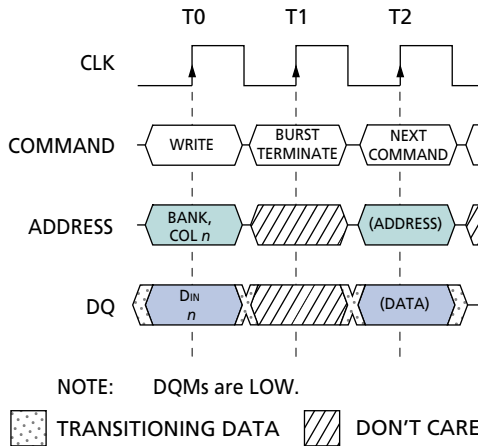 T0 T1 T2
CLK
COMMAND WRITE BURST TERMINATE NEXT COMMAND
ADDRESS BANK, COL n (ADDRESS)
DQ DIN n (DATA)
NOTE: DQMs are LOW.
TRANSITIONING DATA DON'T CARE